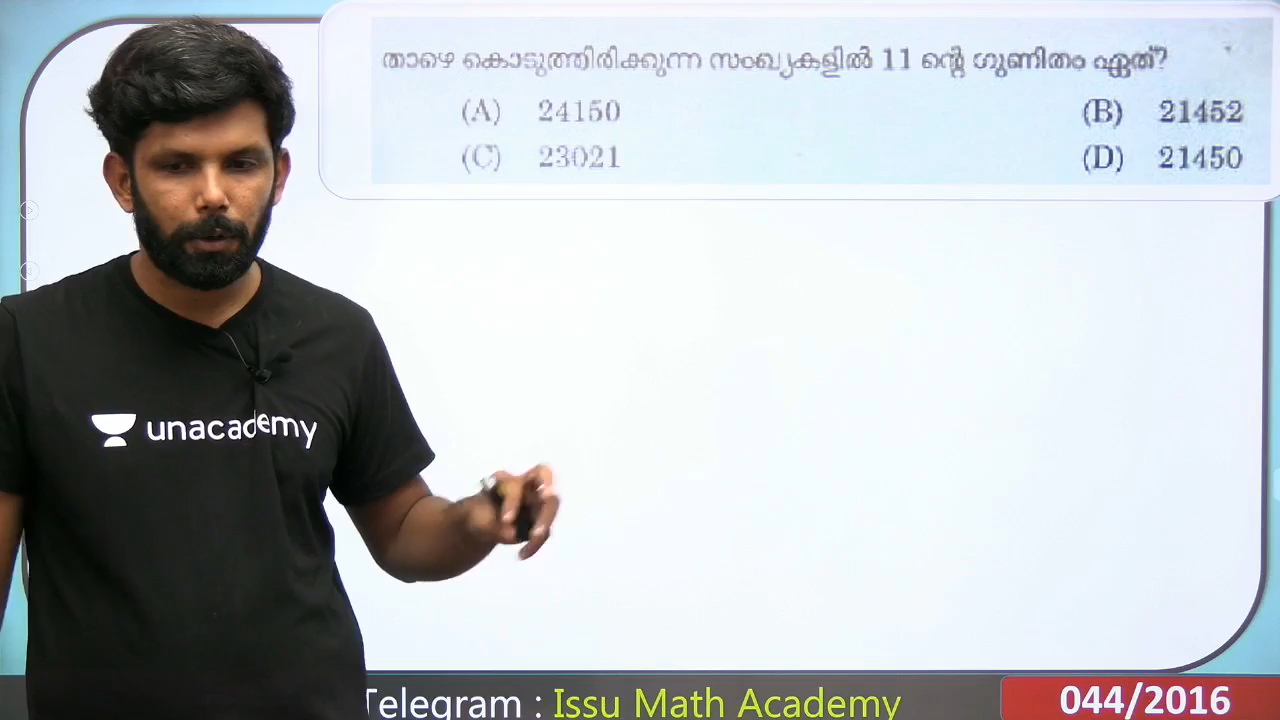 താഴെ കൊടുത്തിരിക്കുന്ന സംഖ്യകളിൽ 11 ന്റെ ഗുണിതം ഏത്?
(A) 24150 (B) 21452
(C) 23021 (D) 21450
unacademy
Telegram : Issu Math Academy
044/2016